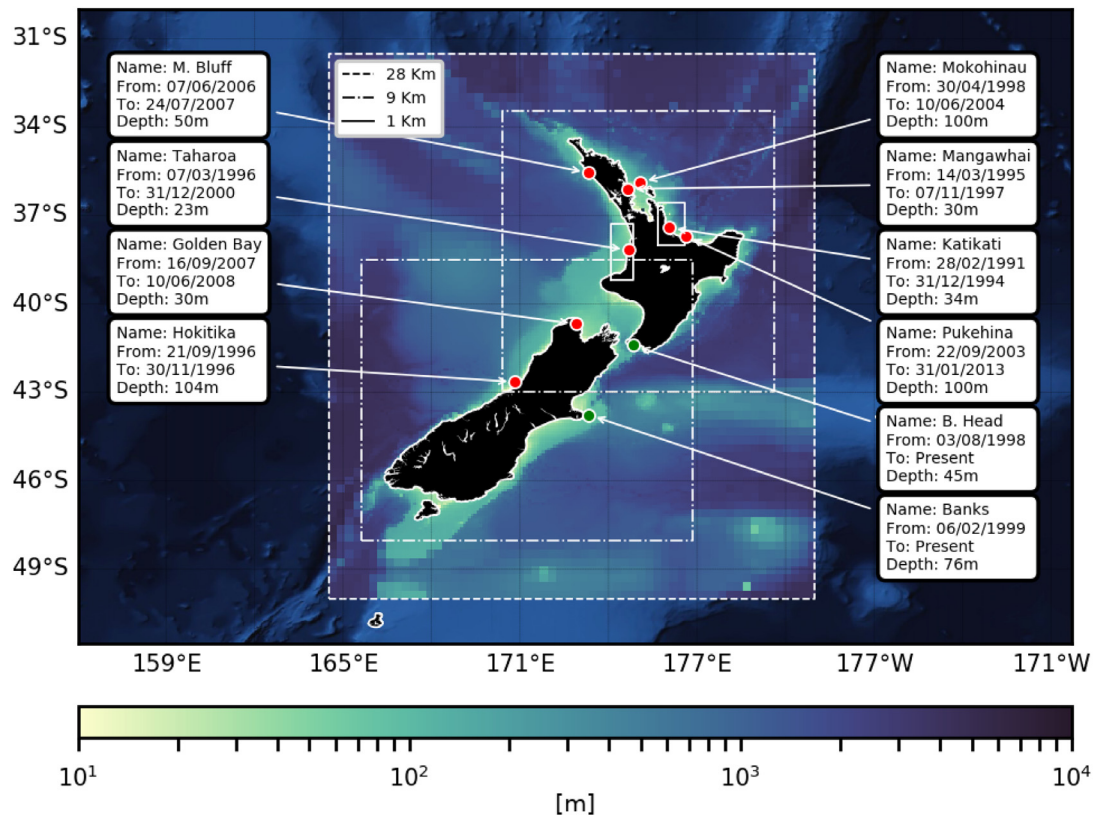 31°S
34°S
37°S
40°S
43°S
46°S
49°S
Name: M. Bluff
From: 07/06/2006
To: 24/07/2007
Depth: 50m
Name: Taharoa
From: 07/03/1996
To: 31/12/2000
Depth: 23m
Name: Golden Bay
From: 16/09/2007
To: 10/06/2008
Depth: 30m
Name: Hokitika
From: 21/09/1996
To: 30/11/1996
Depth: 104m
28 Km
9 Km
1 Km
Name: Mokohinau
From: 30/04/1998
To: 10/06/2004
Depth: 100m
Name: Mangawhai
From: 14/03/1995
To: 07/11/1997
Depth: 30m
Name: Katikati
From: 28/02/1991
To: 31/12/1994
Depth: 34m
Name: Pukehina
From: 22/09/2003
To: 31/01/2013
Depth: 100m
Name: B. Head
From: 03/08/1998
To: Present
Depth: 45m
Name: Banks
From: 06/02/1999
To: Present
Depth: 76m
159°E 165°E 171°E 177°E 177°W 171°W
10¹ 10² 10³ 10⁴
[m]